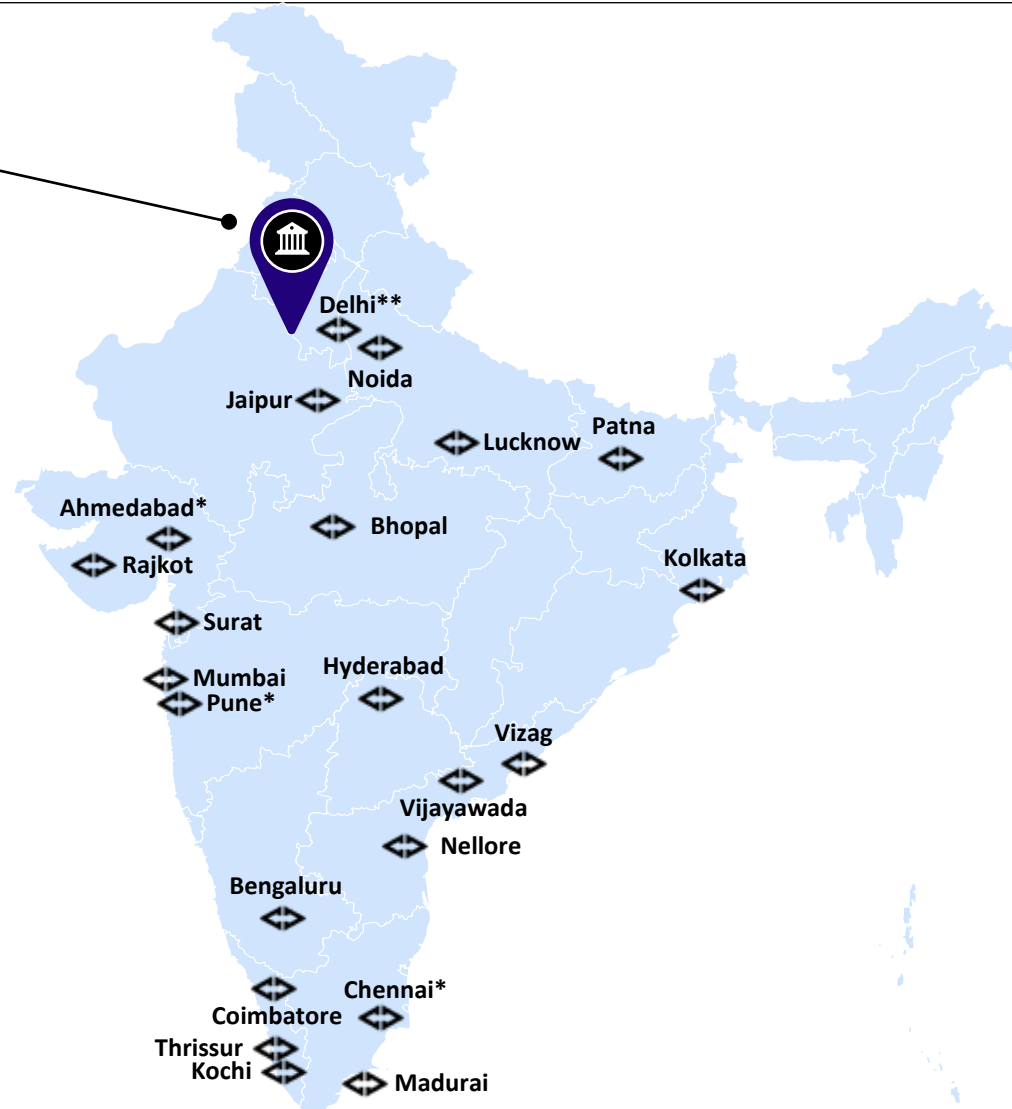 Delhi**
Noida
Jaipur
Lucknow
Patna
Ahmedabad*
Bhopal
Rajkot
Kolkata
Surat
Hyderabad
Mumbai
Pune*
Vizag
Vijayawada
Nellore
Bengaluru
Chennai*
Coimbatore
Thrissur
Kochi
Madurai